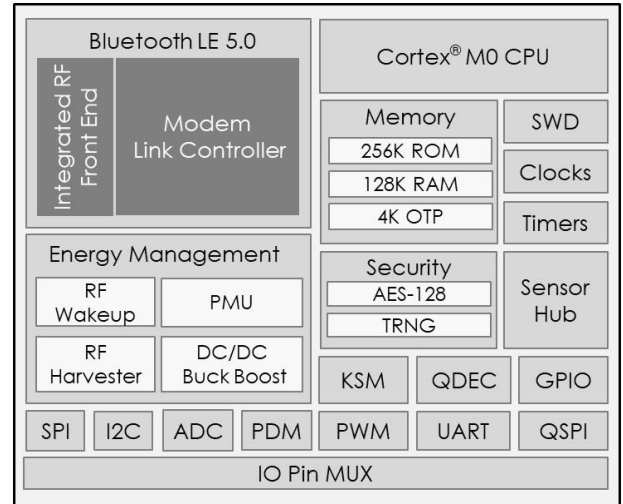 Bluetooth LE 5.0
Integrated RF
Front End
Modem
Link Controller
Cortex® M0 CPU
Memory
256K ROM
128K RAM
4K OTP
SWD
Clocks
Timers
Energy Management
RF
Wakeup
PMU
RF
Harvester
DC/DC
Buck Boost
Security
AES-128
TRNG
Sensor
Hub
KSM
QDEC
GPIO
SPI
I2C
ADC
PDM
PWM
UART
QSPI
IO Pin MUX